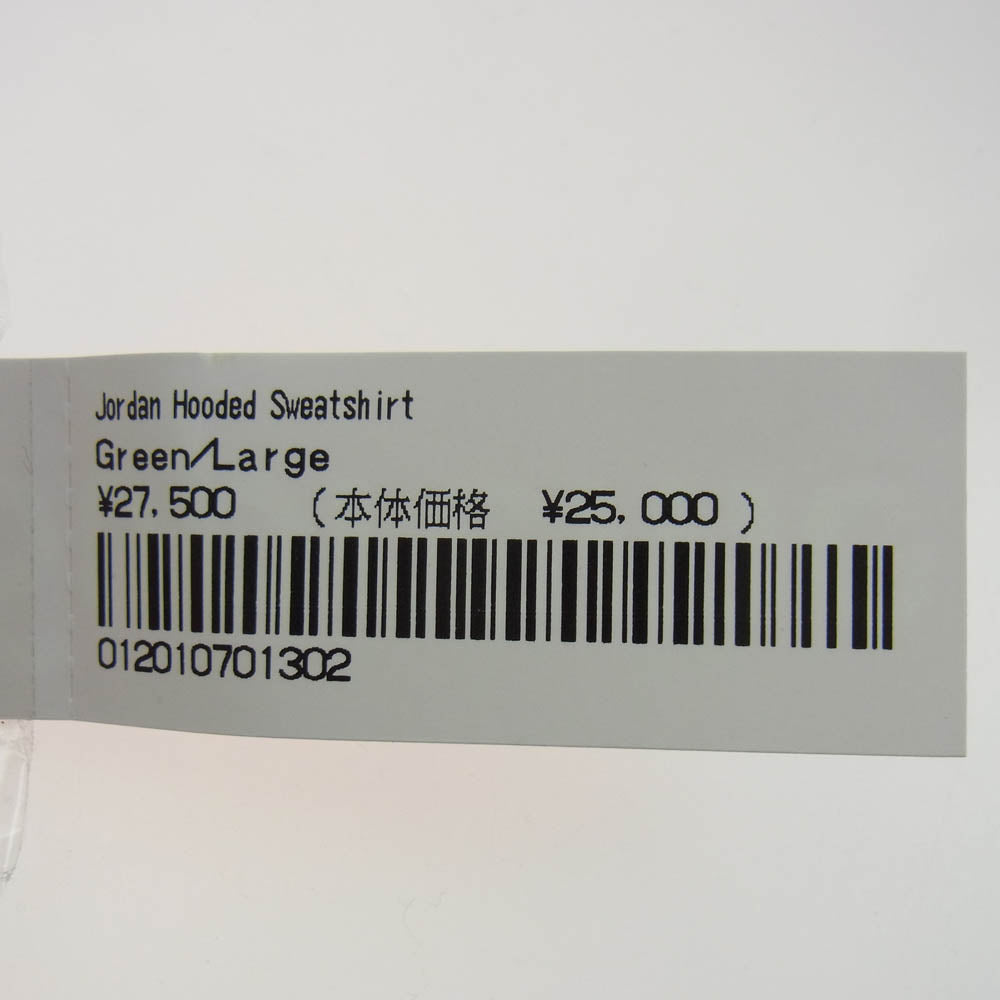 Jordan Hooded Sweatshirt
Green/Large
¥27,500 (本体価格 ¥25,000)
012010701302